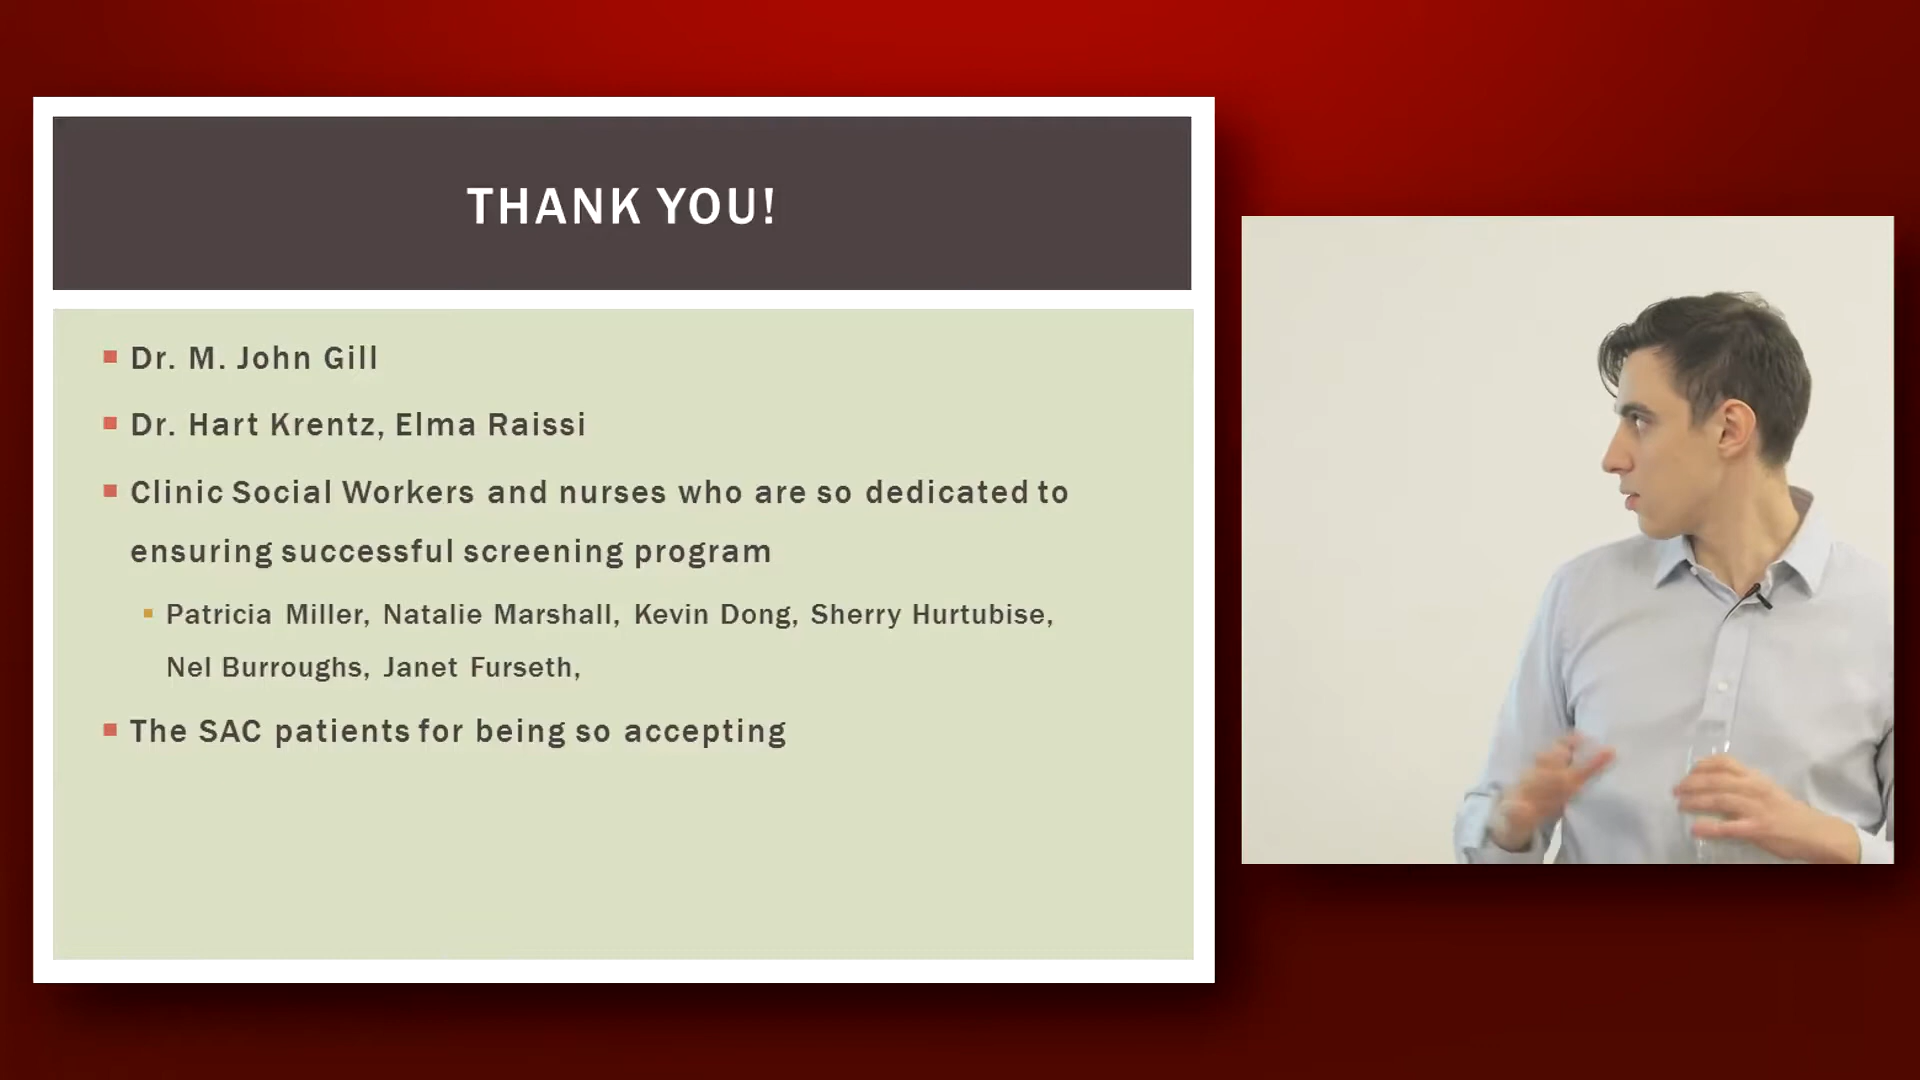 THANK YOU!
Dr. M. John Gill
Dr. Hart Krentz, Elma Raissi
Clinic Social Workers and nurses who are so dedicated to
ensuring successful screening program
Patricia Miller, Natalie Marshall, Kevin Dong, Sherry Hurtubise,
Nel Burroughs, Janet Furseth,
The SAC patients for being so accepting